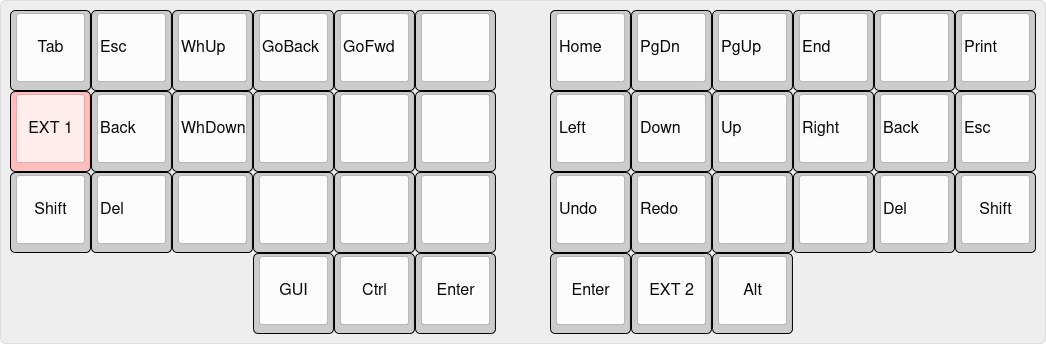 Tab Esc WhUp GoBack GoFwd Home PgDn PgUp End Print
EXT 1 Back WhDown Left Down Up Right Back Esc
Shift Del Undo Redo Del Shift
GUI Ctrl Enter Enter EXT 2 Alt